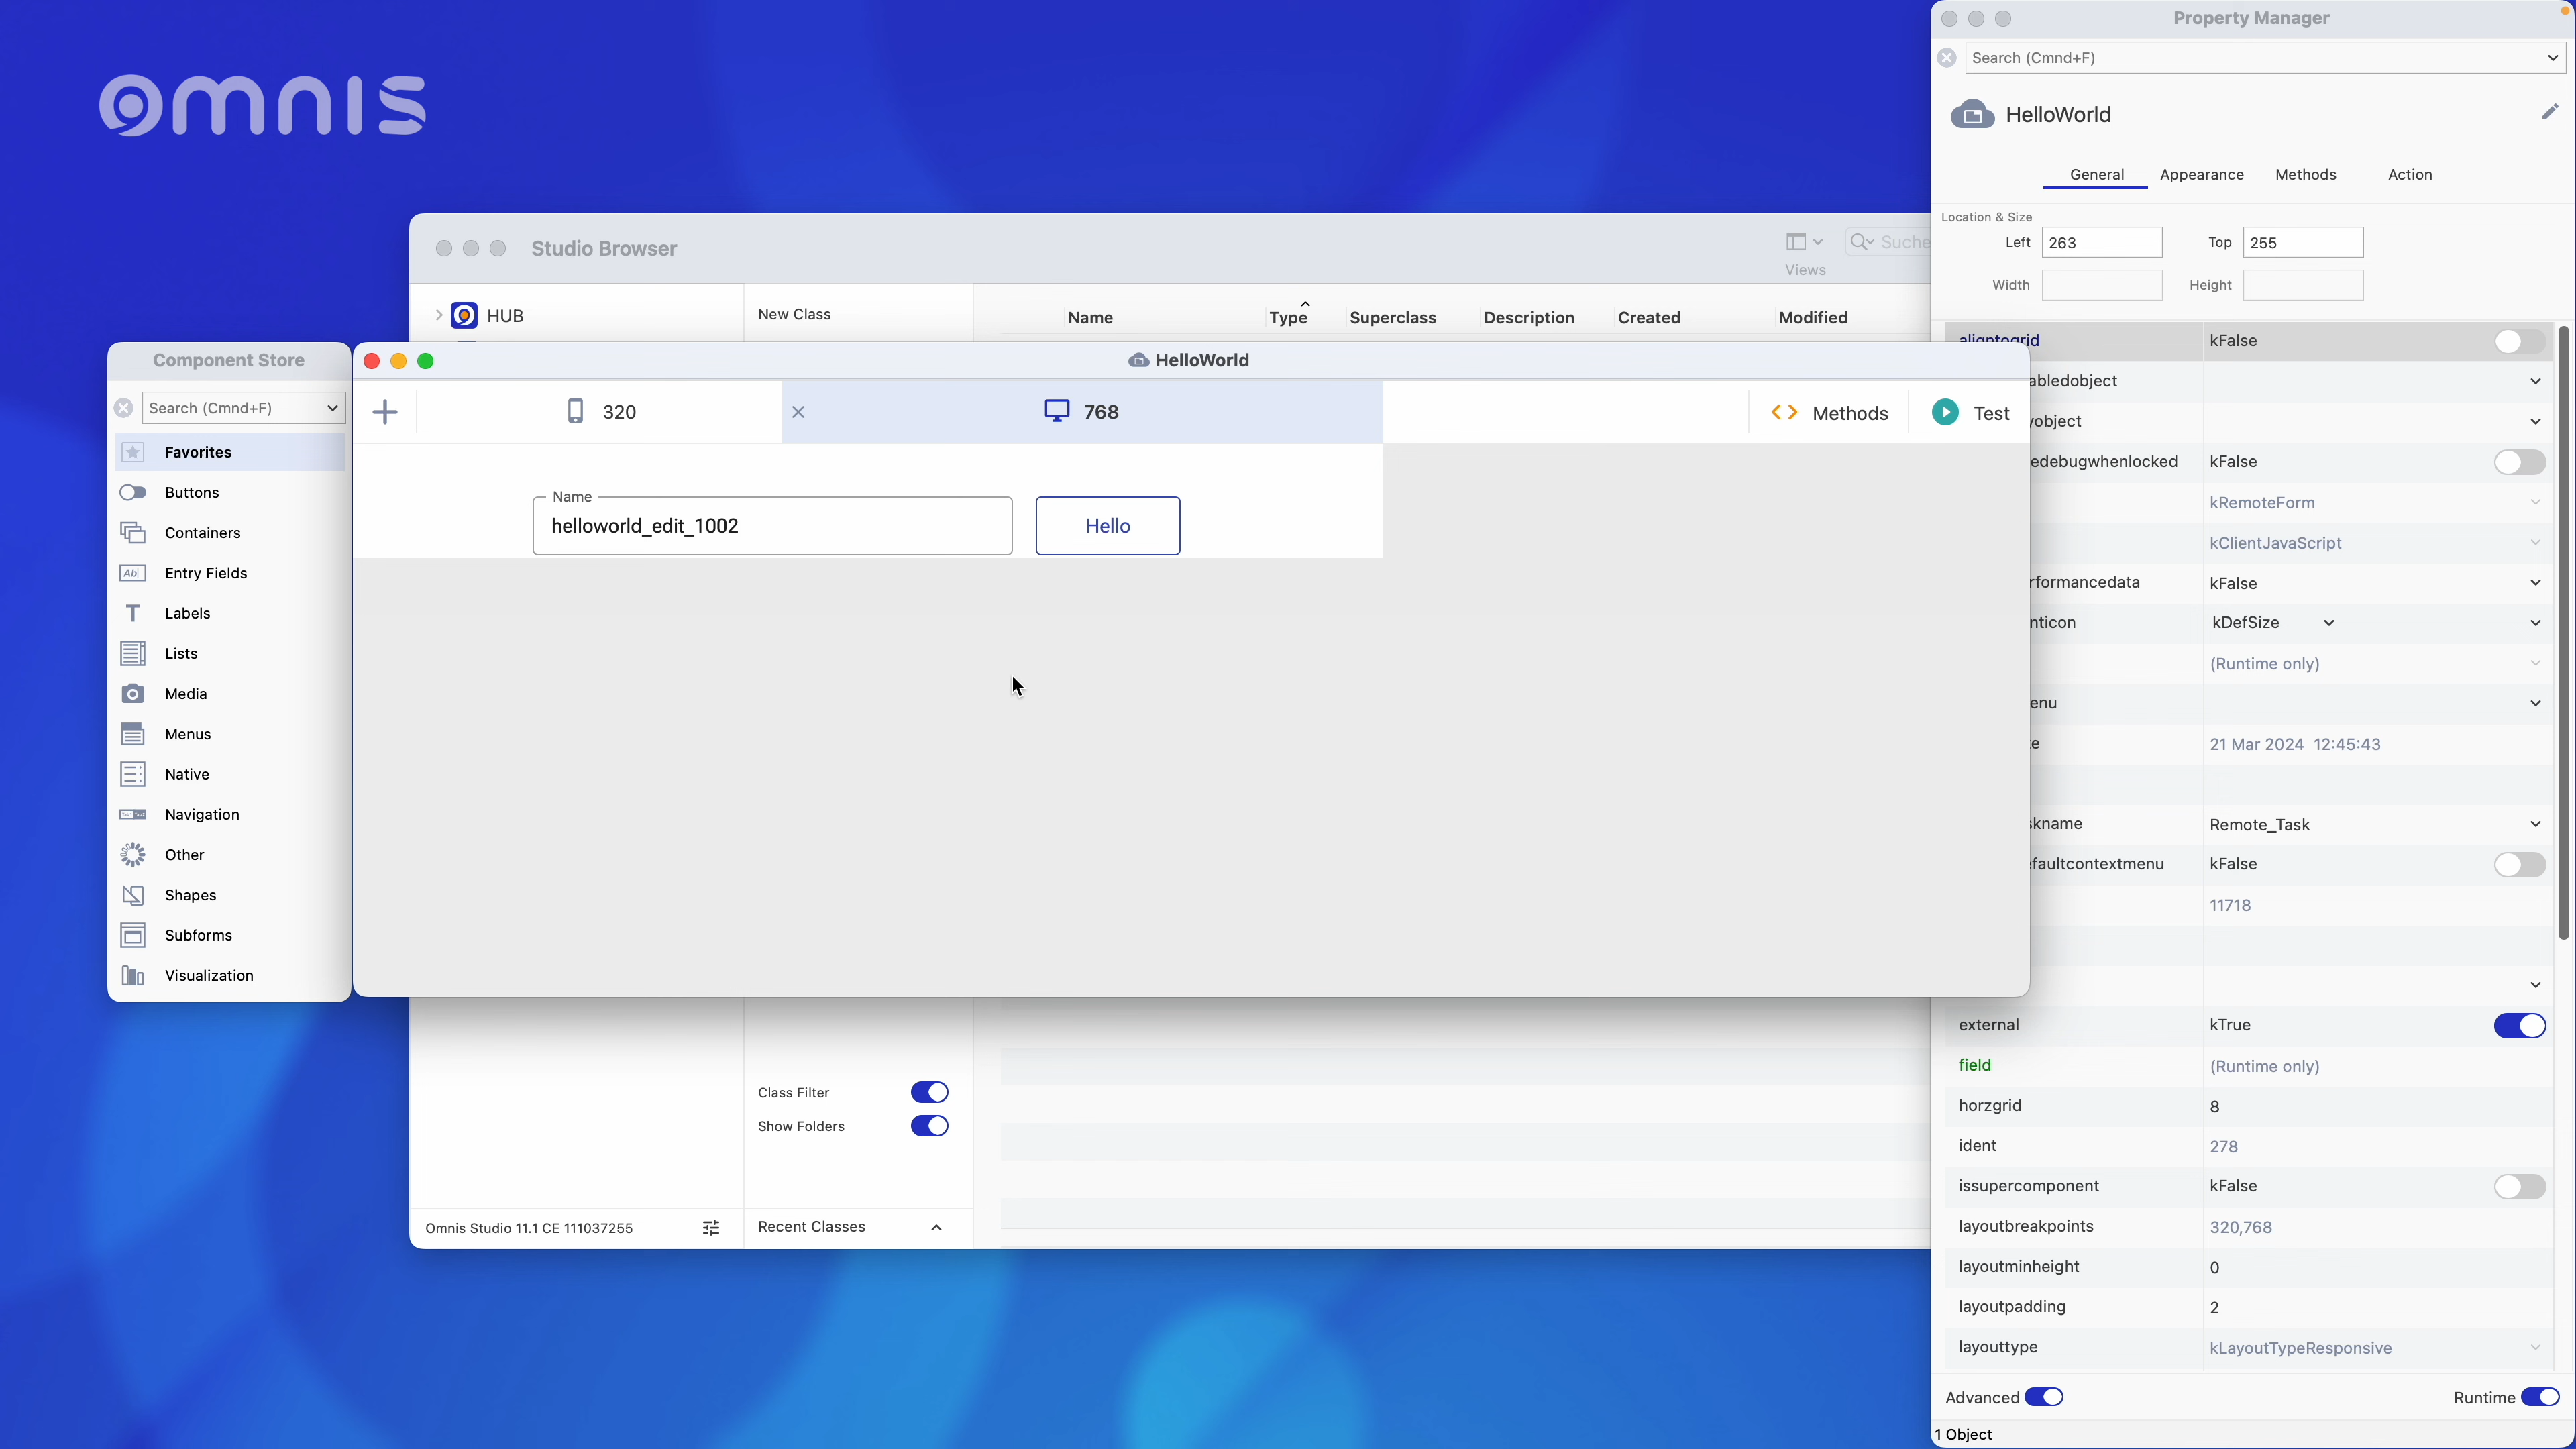 OMNIS
Property Manager
Search (Cmnd+F)
HelloWorld
General Appearance Methods Action
Location & Size
Left 263 Top 255
Width Height
aligntogrid kFalse
abledobject
yobject
edebugwhenlocked kFalse
kRemoteForm
kClientJavaScript
rformancedata kFalse
nticon kDefSize
(Runtime only)
enu
e 21 Mar 2024 12:45:43
skname Remote_Task
efaultcontextmenu kFalse
11718
external kTrue
field (Runtime only)
horzgrid 8
ident 278
issupercomponent kFalse
layoutbreakpoints 320,768
layoutminheight 0
layoutpadding 2
layouttype kLayoutTypeResponsive
Advanced Runtime
1 Object
Studio Browser
Views
Suche
HUB
New Class
Name Type Superclass Description Created Modified
Component Store
Search (Cmnd+F)
Favorites
Buttons
Containers
Entry Fields
Labels
Lists
Media
Menus
Native
Navigation
Other
Shapes
Subforms
Visualization
HelloWorld
320 768 Methods Test
Name
helloworld_edit_1002
Hello
Class Filter
Show Folders
Omnis Studio 11.1 CE 111037255
Recent Classes